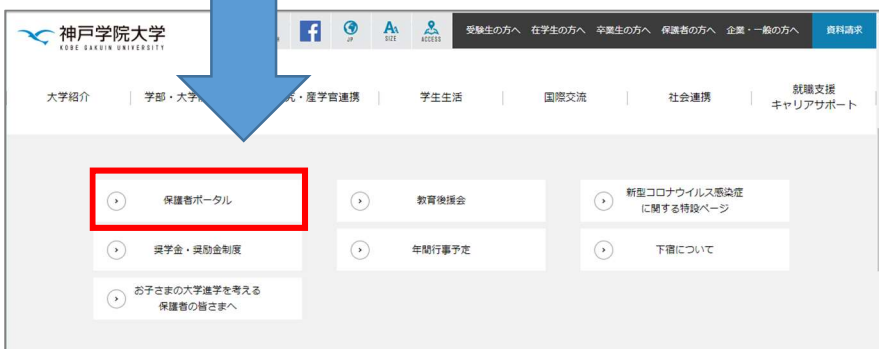 神戸学院大学
KOBE GAKUIN UNIVERSITY
JP
SIZE
ACCESS
受験生の方へ 在学生の方へ 卒業生の方へ 保護者の方へ 企業・一般の方へ 資料請求
大学紹介
学部・大学
・産学官連携
学生生活
国際交流
社会連携
就職支援
キャリアサポート
保護者ポータル
教育後援会
新型コロナウイルス感染症
に関する特設ページ
奨学金・奨励金制度
年間行事予定
下宿について
お子さまの大学進学を考える
保護者の皆さまへ